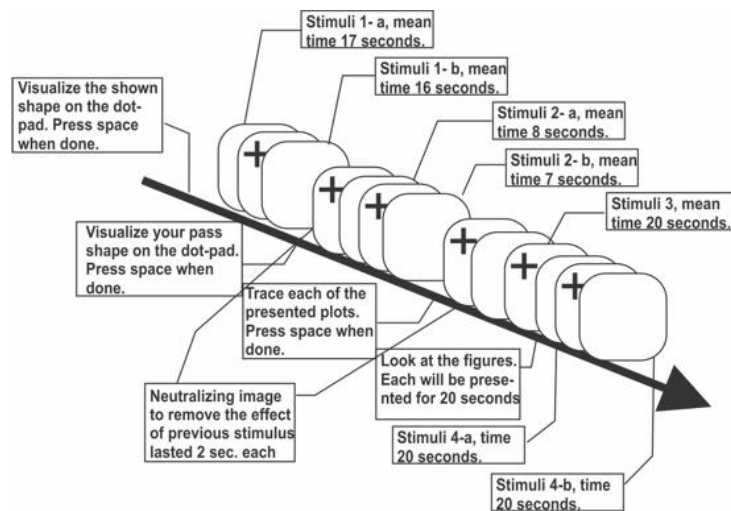 Stimuli 1- a, mean
time 17 seconds.
Stimuli 1- b, mean
time 16 seconds.
Visualize the shown
shape on the dot-
pad. Press space
when done.
Stimuli 2- a, mean
time 8 seconds.
Stimuli 2- b, mean
time 7 seconds.
Stimuli 3, mean
time 20 seconds.
Visualize your pass
shape on the dot-pad.
Press space when
done.
Trace each of the
presented plots.
Press space when
done.
Look at the figures.
Each will be prese-
nted for 20 seconds
Neutralizing image
to remove the effect
of previous stimulus
lasted 2 sec. each
Stimuli 4-a, time
20 seconds.
Stimuli 4-b, time
20 seconds.